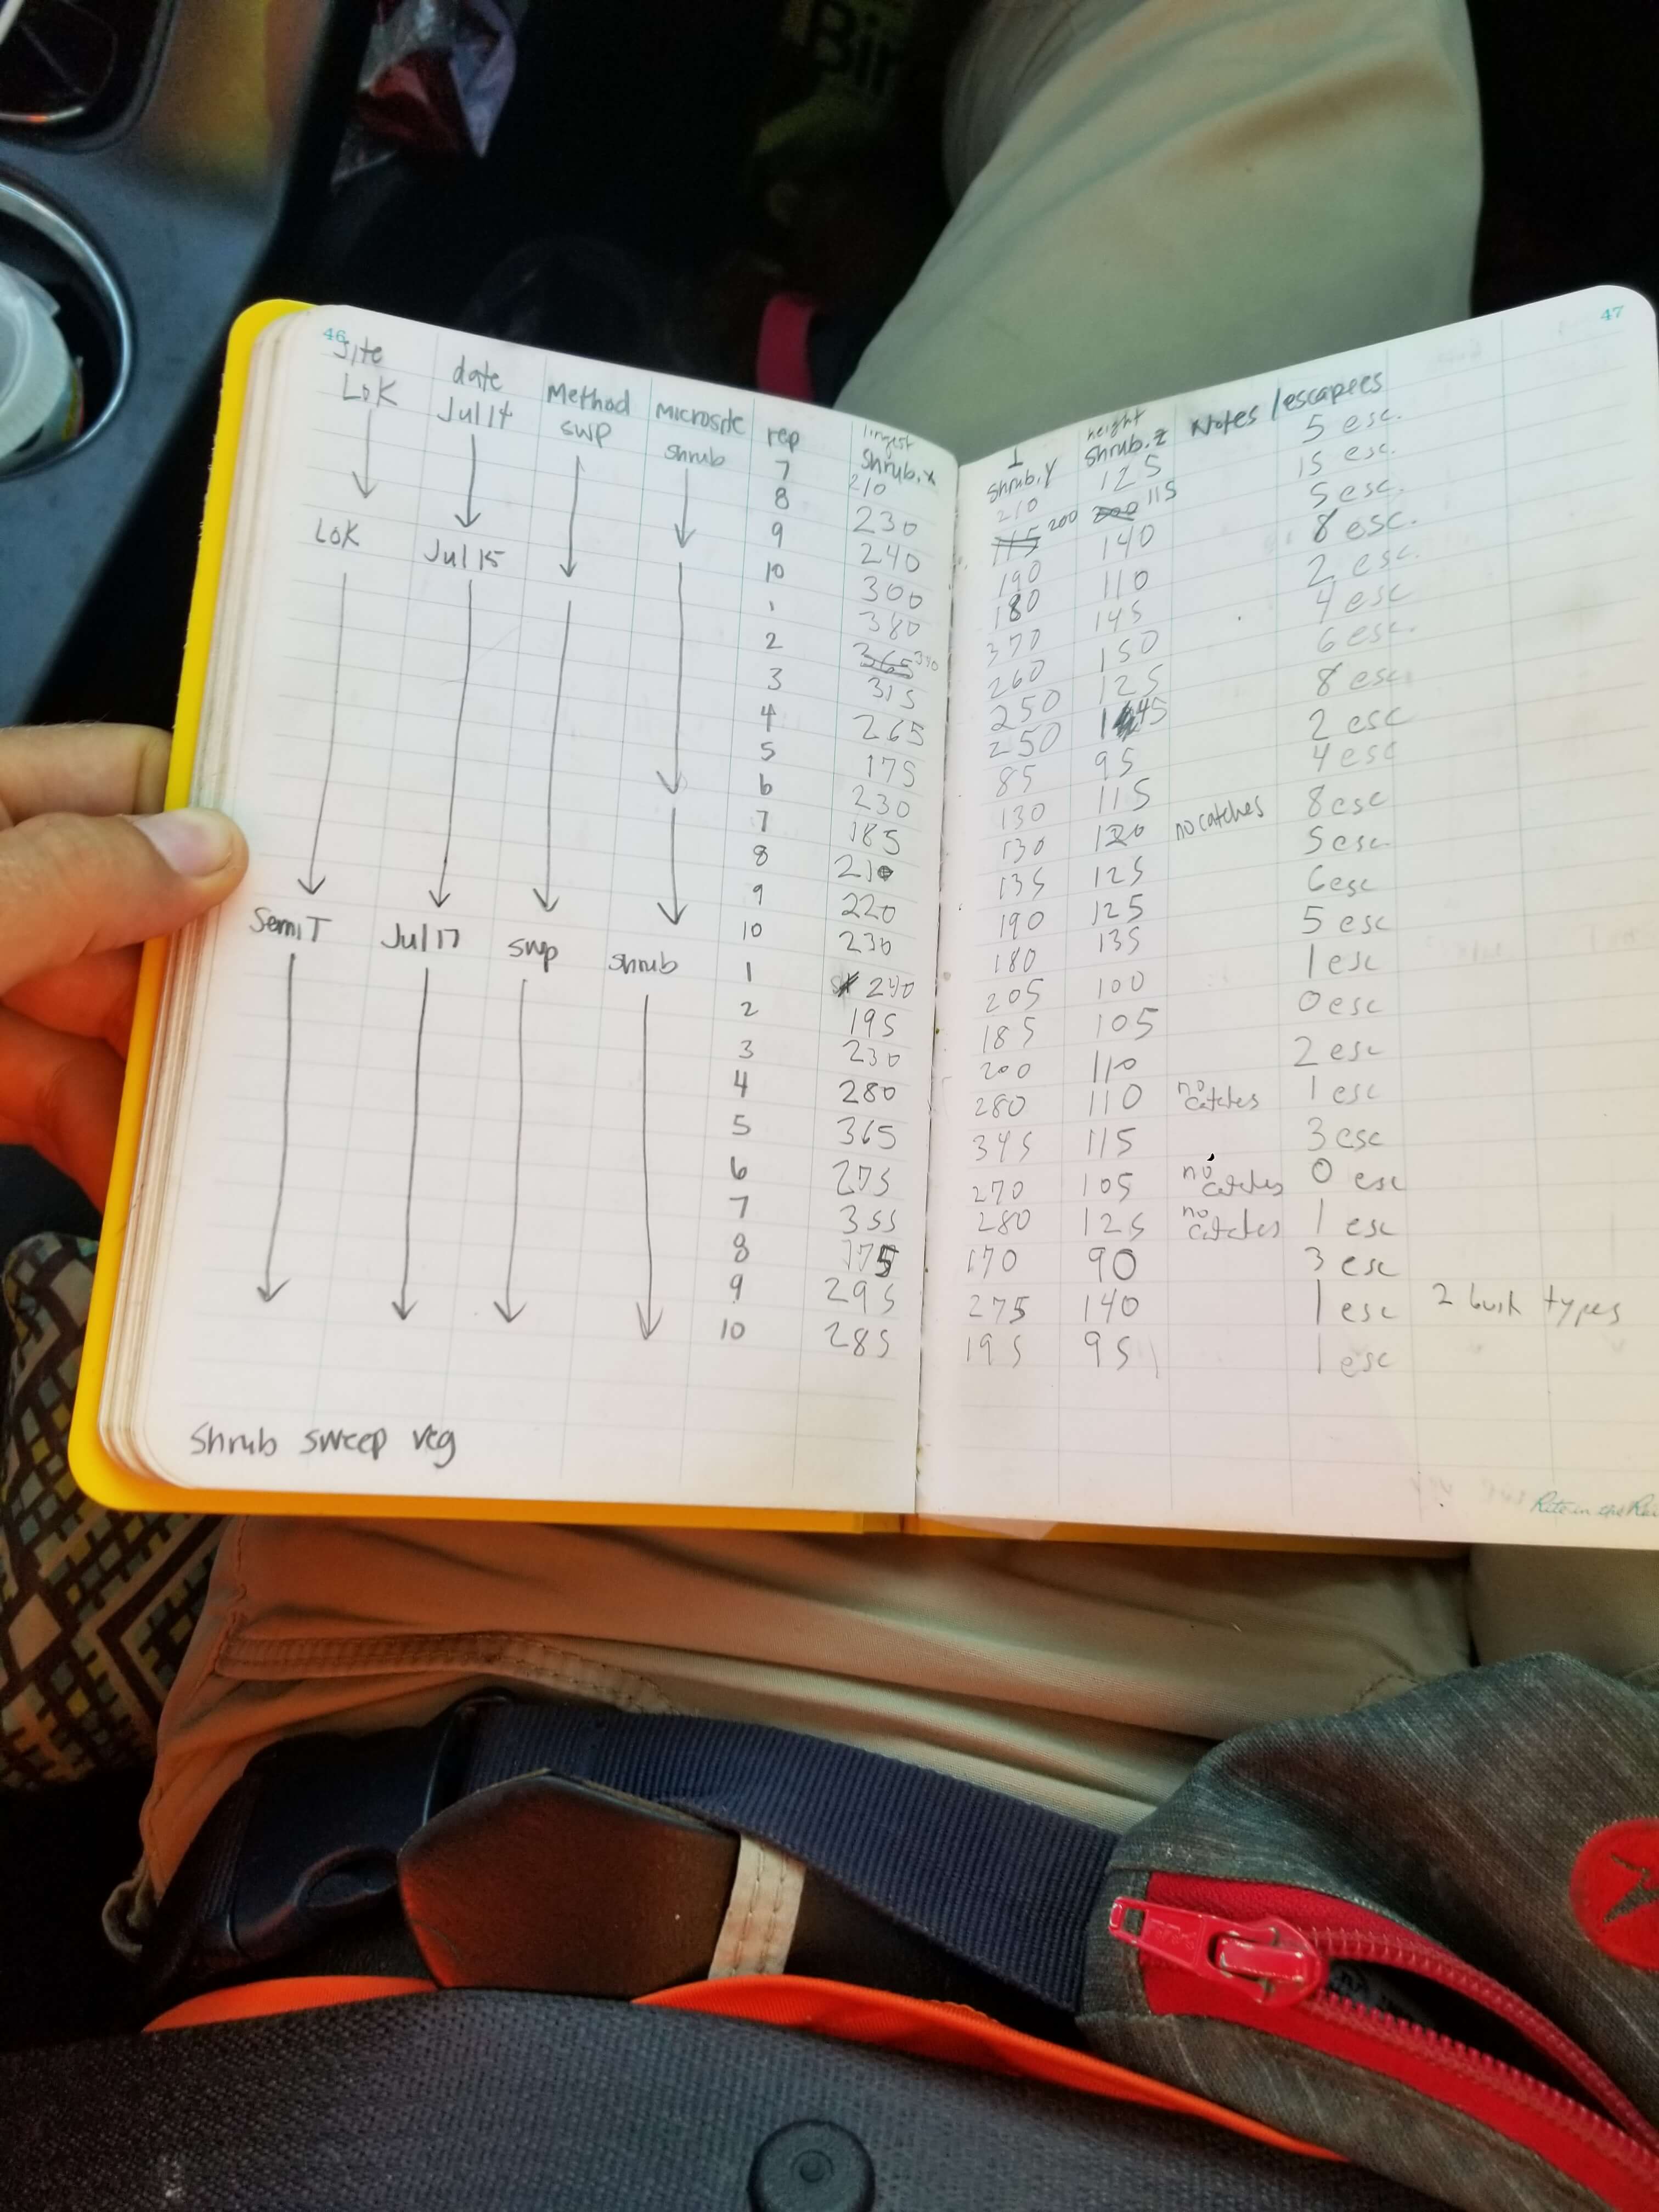 46 47
site date Method Microsite rep longest shrub.x ⊥ shrub.y height shrub.z Notes/escapees
LoK Jul 14 swp shrub 7 210 210 125 5 esc.
8 230 115 200 200 115 15 esc.
9 240 190 140 5 esc.
10 300 180 110 8 esc.
LoK Jul 15 1 380 370 145 2 esc.
2 365 260 150 4 esc
3 315 250 125 6 esc.
4 265 250 145 8 esc
5 175 85 95 2 esc
6 230 130 115 4 esc
7 185 130 120 no catches 8 esc
8 210 135 125 5 esc
9 220 190 125 6 esc
10 230 180 135 5 esc
SemiT Jul 17 swp shrub 1 240 205 100 1 esc
2 195 185 105 0 esc
3 230 200 110 2 esc
4 280 280 110 no catches 1 esc
5 365 345 115 3 esc
6 275 270 105 no catches 0 esc
7 355 280 125 no catches 1 esc
8 175 170 90 3 esc
9 295 275 140 1 esc 2 bush types
10 285 195 95 1 esc
Shrub sweep veg
Rite in the Rai
Bir